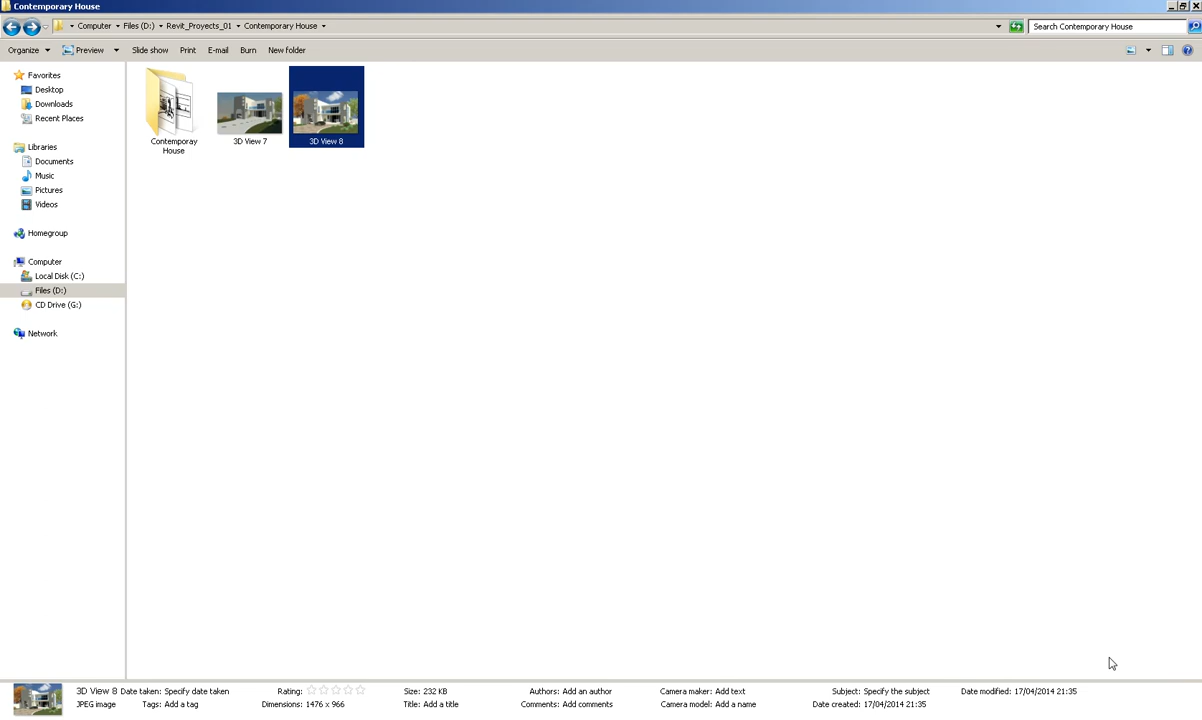 Contemporary House
Computer Files (D:) Revit_Proyects_01 Contemporary House
Search Contemporary House
Organize Preview Slide show Print E-mail Burn New folder
Favorites
Desktop
Downloads
Recent Places
Libraries
Documents
Music
Pictures
Videos
Homegroup
Computer
Local Disk (C:)
Files (D:)
CD Drive (G:)
Network
Contemporay
House
3D View 7
3D View 8
3D View 8 Date taken: Specify date taken Rating: Size: 232 KB Authors: Add an author Camera maker: Add text Subject: Specify the subject Date modified: 17/04/2014 21:35
JPEG image Tags: Add a tag Dimensions: 1476 x 966 Title: Add a title Comments: Add comments Camera model: Add a name Date created: 17/04/2014 21:35